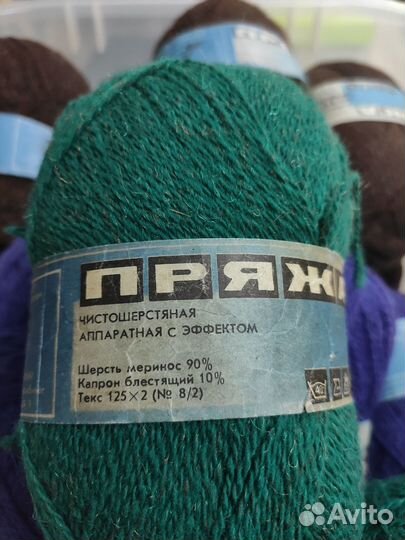 ПРЯЖ
ЧИСТОШЕРСТЯНАЯ
АППАРАТНАЯ С ЭФФЕКТОМ
Шерсть меринос 90%
Капрон блестящий 10%
Текс 125×2 (№ 8/2)
Avito